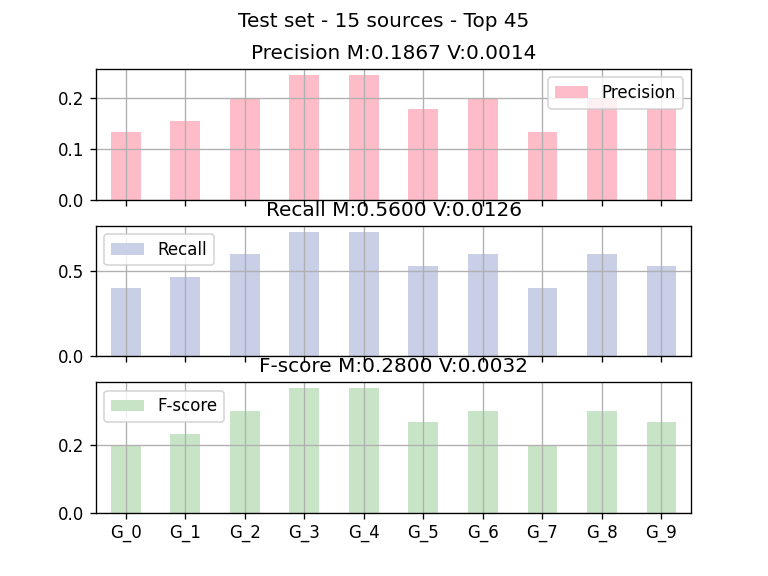 Test set - 15 sources - Top 45
Precision M:0.1867 V:0.0014
0.2
0.1
0.0
Precision
Recall M:0.5600 V:0.0126
0.5
0.0
Recall
F-score M:0.2800 V:0.0032
0.2
0.0
F-score
G_0 G_1 G_2 G_3 G_4 G_5 G_6 G_7 G_8 G_9